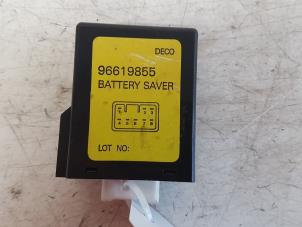 DECO
96619855
BATTERY SAVER
LOT NO: